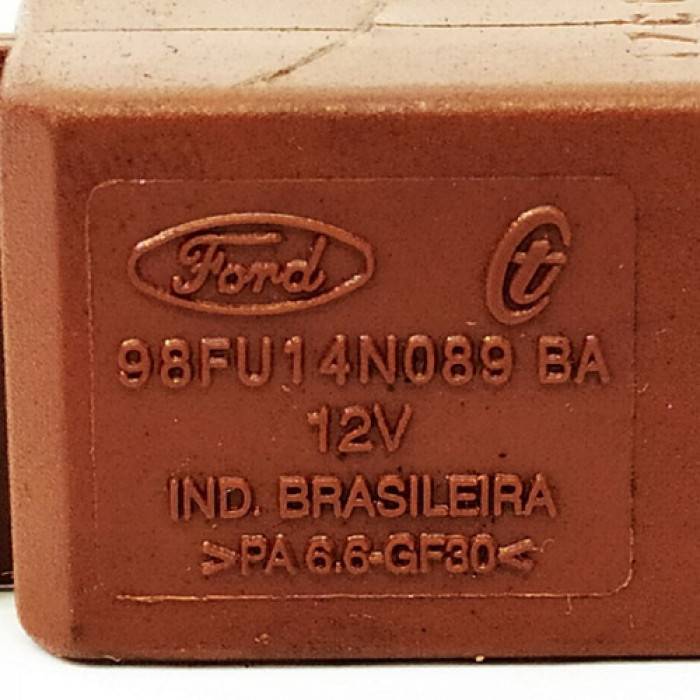 Ford t
98FU14N089 BA
12V
IND. BRASILEIRA
>PA 6.6-GF30<